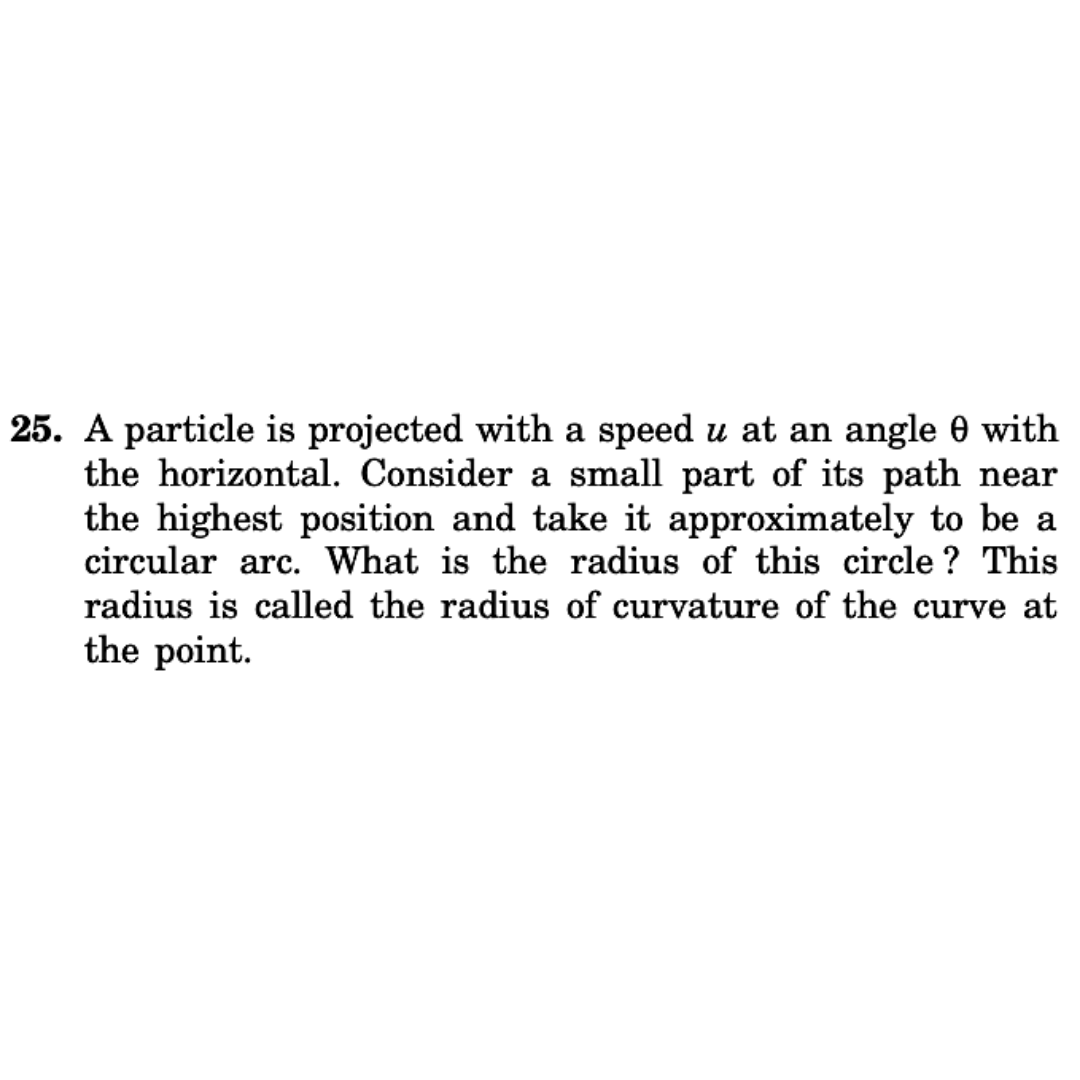 25. A particle is projected with a speed u at an angle θ with
the horizontal. Consider a small part of its path near
the highest position and take it approximately to be a
circular arc. What is the radius of this circle ? This
radius is called the radius of curvature of the curve at
the point.